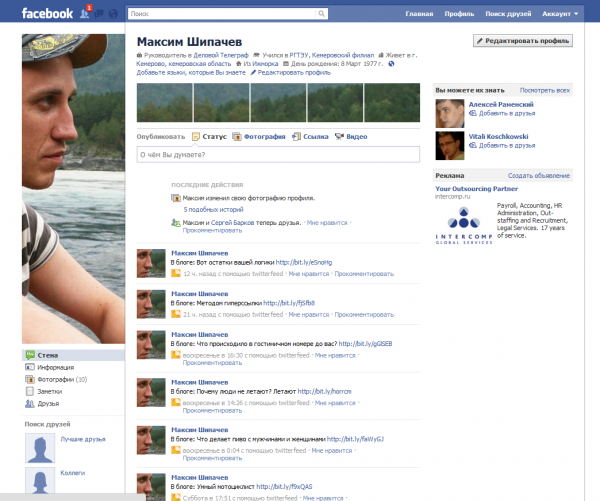 facebook
1
Поиск
Главная
Профиль
Поиск друзей
Аккаунт
Максим Шипачев
Редактировать профиль
Руководитель в Деловой Телеграф Учился в РГТЭУ, Кемеровский филиал Живет в г.
Кемерово, кемеровская область Из Ижморка День рождения: 8 Март 1977 г.
Добавьте языки, которые Вы знаете Редактировать профиль
Опубликовать: Статус Фотография Ссылка Видео
О чём Вы думаете?
ПОСЛЕДНИЕ ДЕЙСТВИЯ
Максим изменил свою фотографию профиля.
5 подобных историй
Максим и Сергей Барков теперь друзья. · Мне нравится ·
Прокомментировать
Максим Шипачев
В блоге: Вот остатки вашей логики http://bit.ly/eSnoHg
12 ч. назад с помощью twitterfeed · Мне нравится · Прокомментировать
Максим Шипачев
В блоге: Методом гиперссылки http://bit.ly/fjSfb8
21 ч. назад с помощью twitterfeed · Мне нравится · Прокомментировать
Максим Шипачев
В блоге: Что происходило в гостиничном номере до вас? http://bit.ly/gGlSEB
воскресенье в 16:30 с помощью twitterfeed · Мне нравится ·
Прокомментировать
Максим Шипачев
В блоге: Почему люди не летают? Летают http://bit.ly/horrcm
воскресенье в 14:26 с помощью twitterfeed · Мне нравится ·
Прокомментировать
Максим Шипачев
В блоге: Что делает пиво с мужчинами и женщинами http://bit.ly/faWyGJ
воскресенье в 0:04 с помощью twitterfeed · Мне нравится ·
Прокомментировать
Максим Шипачев
В блоге: Умный мотоциклист http://bit.ly/f9xQAS
Суббота в 17:51 с помощью twitterfeed · Мне нравится ·
Стена
Информация
Фотографии (10)
Заметки
Друзья
Поиск друзей
Лучшие друзья
Коллеги
Вы можете их знать Посмотреть всех
Алексей Раменский
Добавить в друзья
Vitali Koschkowski
Добавить в друзья
Реклама Создать объявление
Your Outsourcing Partner
intercomp.ru
INTERCOMP
GLOBAL SERVICES
Payroll, Accounting, HR
Administration, Out-
staffing and Recruitment,
Legal Services. 17 years
of service.